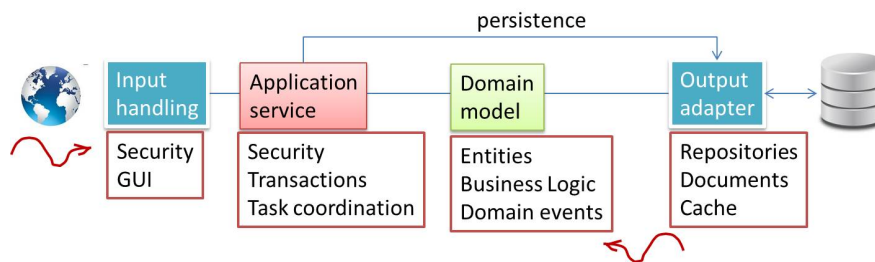 persistence
Input
handling
Application
service
Domain
model
Output
adapter
Security
GUI
Security
Transactions
Task coordination
Entities
Business Logic
Domain events
Repositories
Documents
Cache